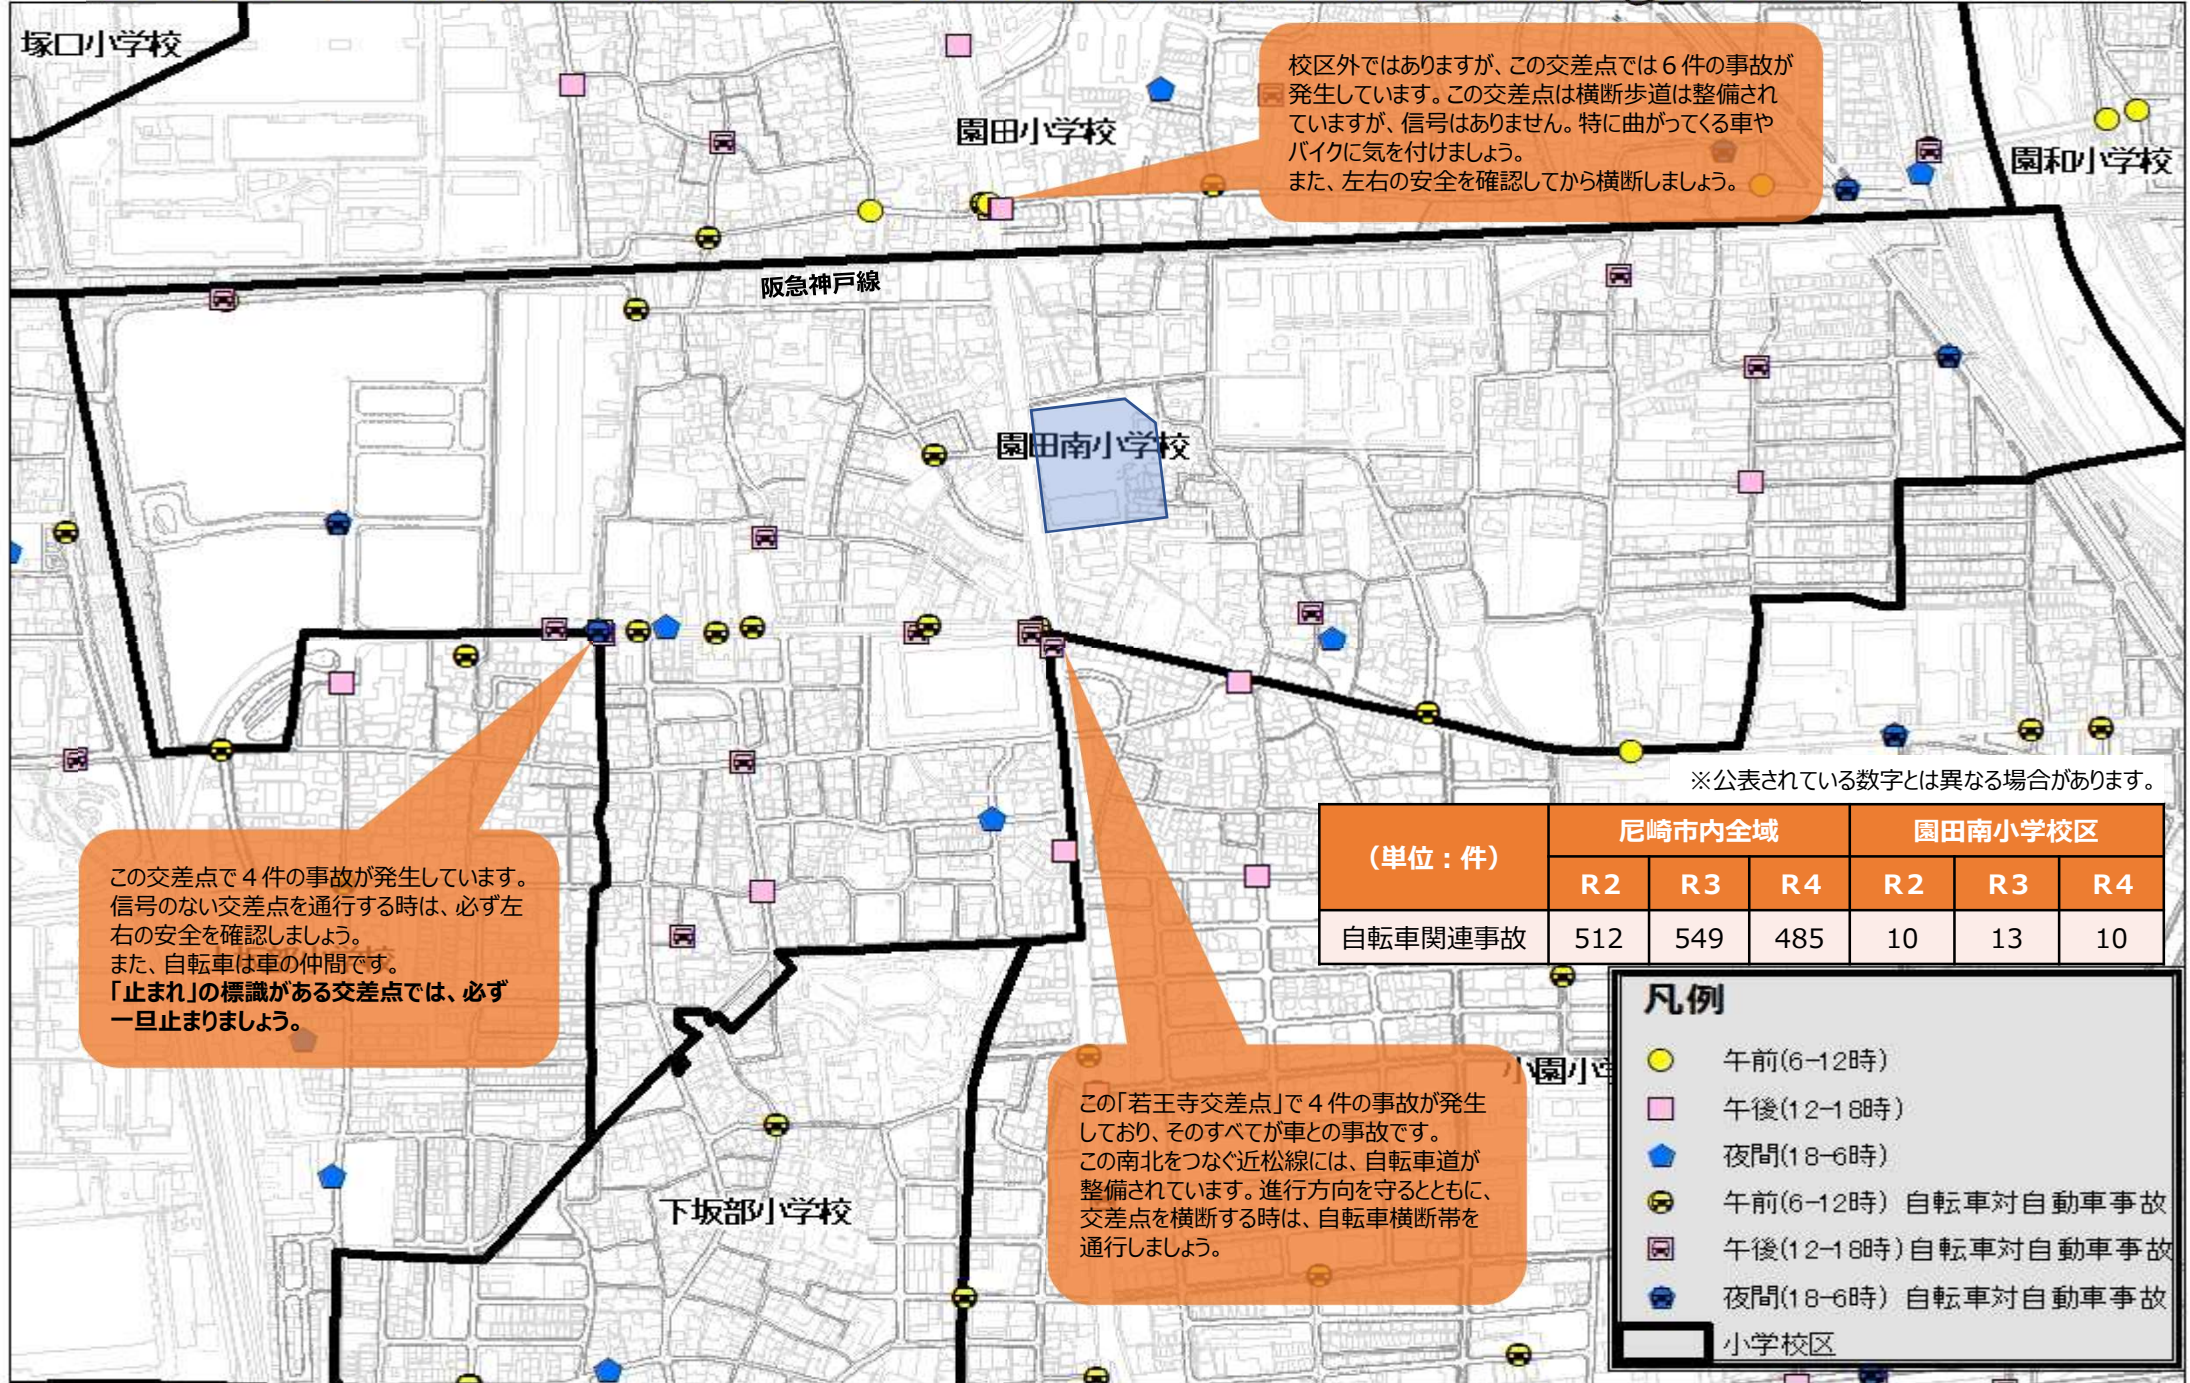 塚口小学校
校区外ではありますが、この交差点では６件の事故が
発生しています。この交差点は横断歩道は整備され
ていますが、信号はありません。特に曲がってくる車や
バイクに気を付けましょう。
また、左右の安全を確認してから横断しましょう。
園田小学校
園和小学校
阪急神戸線
園田南小学校
※公表されている数字とは異なる場合があります。
（単位：件） 尼崎市内全域 園田南小学校区
R2 R3 R4 R2 R3 R4
自転車関連事故 512 549 485 10 13 10
この交差点で４件の事故が発生しています。
信号のない交差点を通行する時は、必ず左
右の安全を確認しましょう。
また、自転車は車の仲間です。
「止まれ」の標識がある交差点では、必ず
一旦止まりましょう。
この「若王寺交差点」で４件の事故が発生
しており、そのすべてが車との事故です。
この南北をつなぐ近松線には、自転車道が
整備されています。進行方向を守るとともに、
交差点を横断する時は、自転車横断帯を
通行しましょう。
小園小学
下坂部小学校
凡例
午前(6-12時)
午後(12-18時)
夜間(18-6時)
午前(6-12時) 自転車対自動車事故
午後(12-18時)自転車対自動車事故
夜間(18-6時) 自転車対自動車事故
小学校区